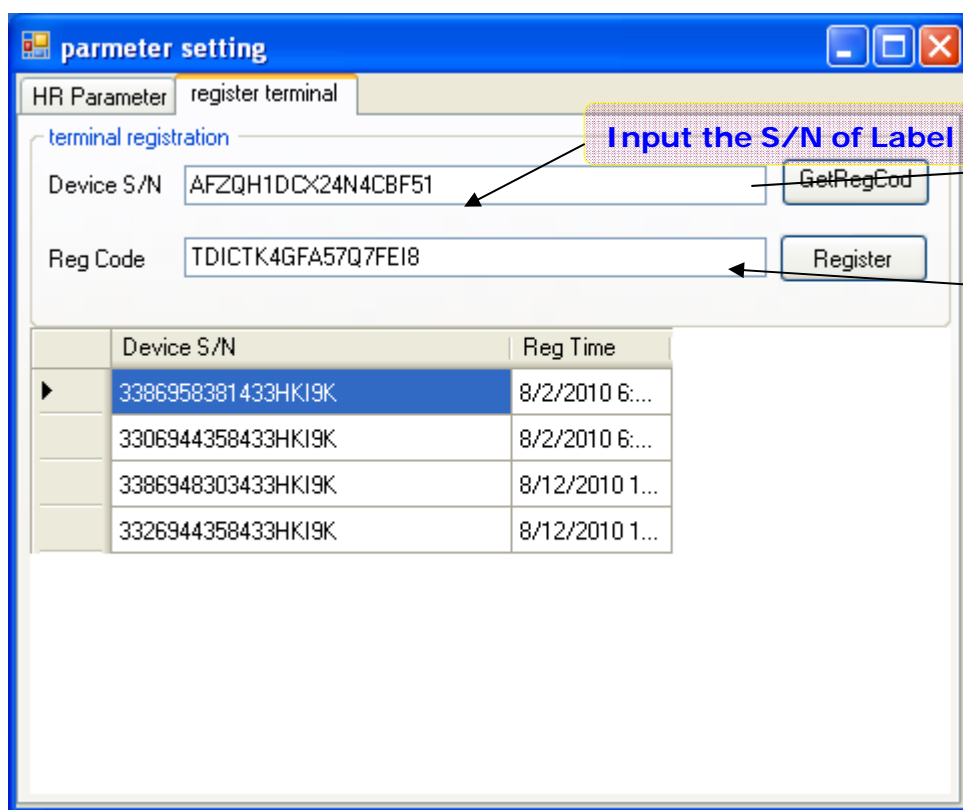 parmeter setting
HR Parameter register terminal
terminal registration
Input the S/N of Label
Device S/N AFZQH1DCX24N4CBF51 GetRegCod
Reg Code TDICTK4GFA57Q7FEI8 Register
Device S/N Reg Time
3386958381433HKI9K 8/2/2010 6:...
3306944358433HKI9K 8/2/2010 6:...
3386948303433HKI9K 8/12/2010 1...
3326944358433HKI9K 8/12/2010 1...